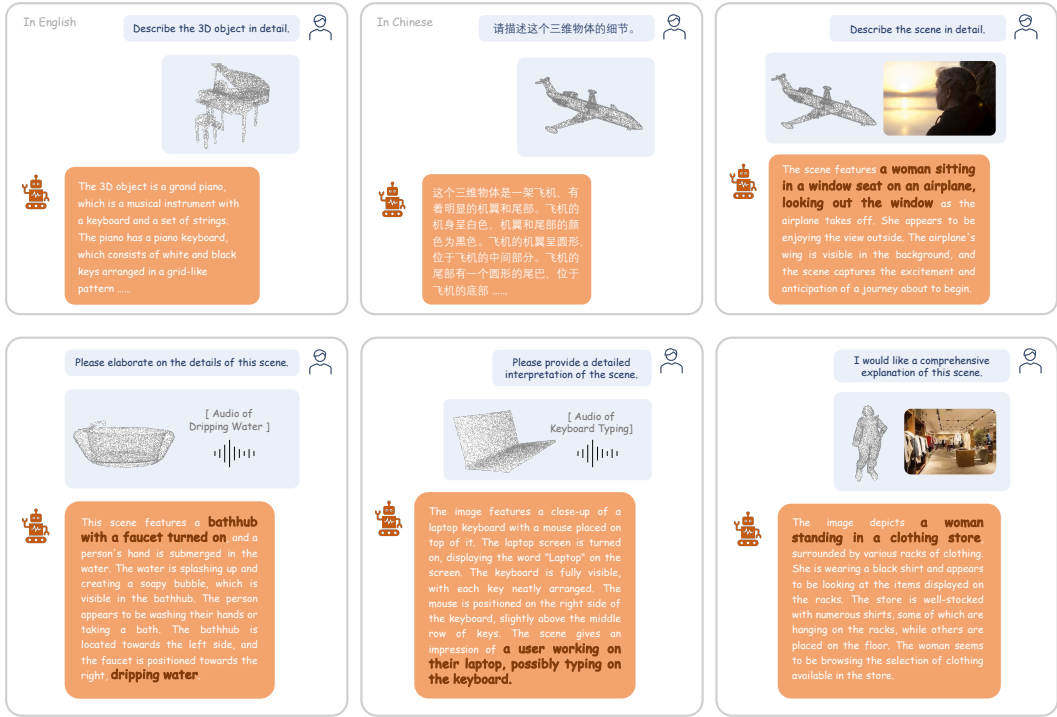 In English
Describe the 3D object in detail.
The 3D object is a grand piano,
which is a musical instrument with
a keyboard and a set of strings.
The piano has a piano keyboard,
which consists of white and black
keys arranged in a grid-like
pattern ......
In Chinese
请描述这个三维物体的细节。
这个三维物体是一架飞机，有
着明显的机翼和尾部。飞机的
机身呈白色，机翼和尾部的颜
色为黑色。飞机的机翼呈圆形，
位于飞机的中间部分。飞机的
尾部有一个圆形的尾巴，位于
飞机的底部 ......
Describe the scene in detail.
The scene features a woman sitting
in a window seat on an airplane,
looking out the window as the
airplane takes off. She appears to be
enjoying the view outside. The airplane's
wing is visible in the background, and
the scene captures the excitement and
anticipation of a journey about to begin.
Please elaborate on the details of this scene.
[ Audio of
Dripping Water ]
This scene features a bathhub
with a faucet turned on and a
person's hand is submerged in the
water. The water is splashing up and
creating a soapy bubble, which is
visible in the bathhub. The person
appears to be washing their hands or
taking a bath. The bathhub is
located towards the left side, and
the faucet is positioned towards the
right, dripping water.
Please provide a detailed
interpretation of the scene.
[ Audio of
Keyboard Typing]
The image features a close-up of a
laptop keyboard with a mouse placed on
top of it. The laptop screen is turned
on, displaying the word "Laptop" on the
screen. The keyboard is fully visible,
with each key neatly arranged. The
mouse is positioned on the right side of
the keyboard, slightly above the middle
row of keys. The scene gives an
impression of a user working on
their laptop, possibly typing on
the keyboard.
I would like a comprehensive
explanation of this scene.
The image depicts a woman
standing in a clothing store,
surrounded by various racks of clothing.
She is wearing a black shirt and appears
to be looking at the items displayed on
the racks. The store is well-stocked
with numerous shirts, some of which are
hanging on the racks, while others are
placed on the floor. The woman seems
to be browsing the selection of clothing
available in the store.